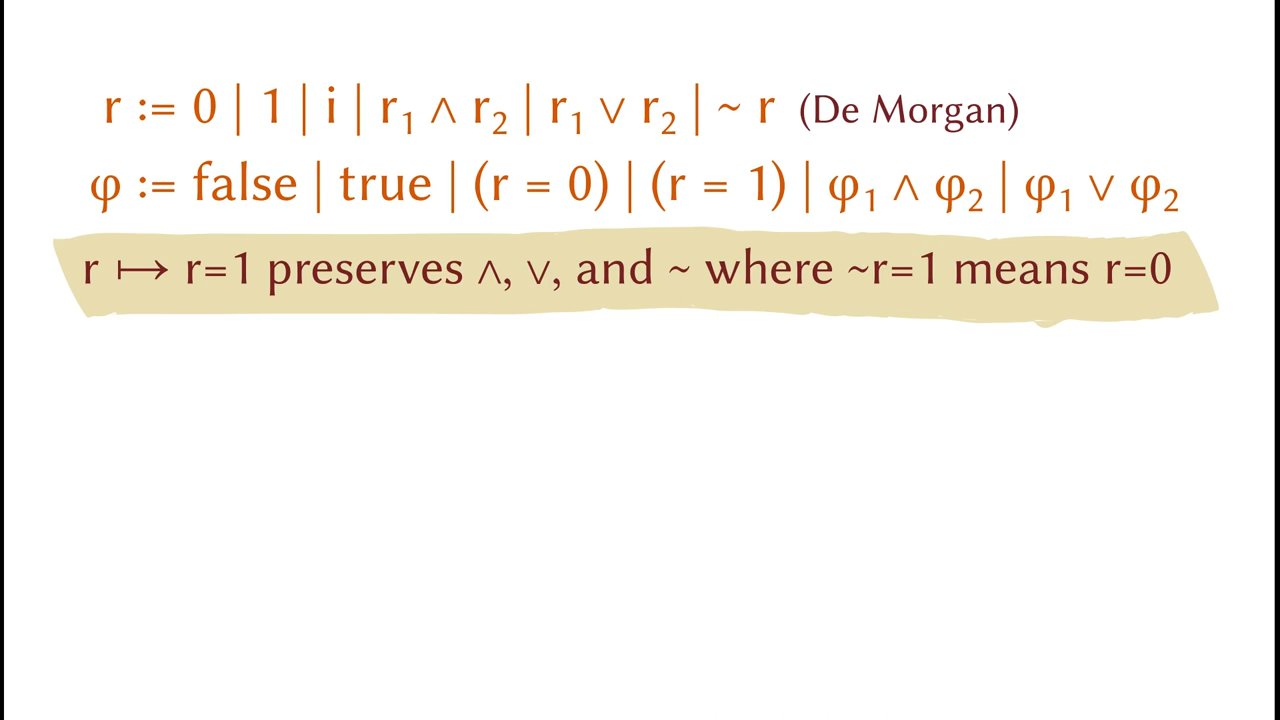 r := 0 | 1 | i | r₁ ∧ r₂ | r₁ ∨ r₂ | ~ r (De Morgan)
φ := false | true | (r = 0) | (r = 1) | φ₁ ∧ φ₂ | φ₁ ∨ φ₂
r ⟼ r=1 preserves ∧, ∨, and ~ where ~r=1 means r=0